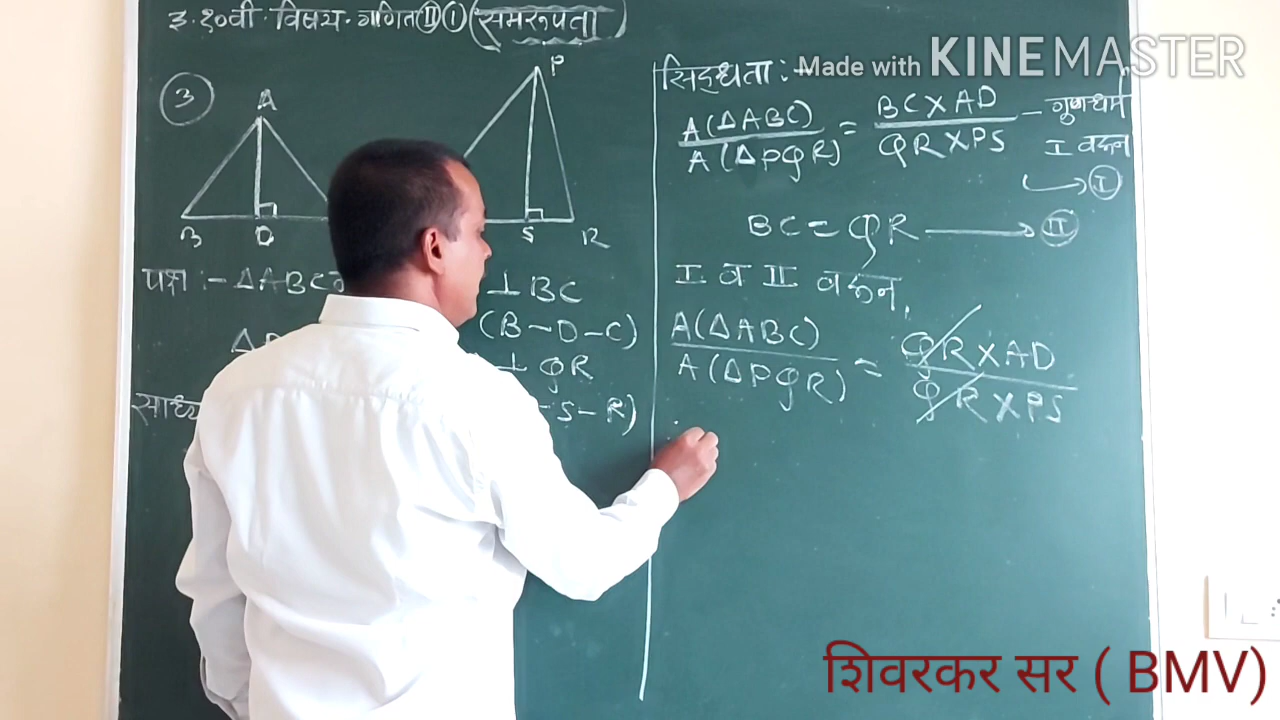 इ. १०वी. विषय. गणित (II) (1) (समरूपता)
3
A
B D
P
S R
पक्ष :- ΔABC
⊥ BC
(B-D-C)
⊥ QR
-S-R)
साध्य
सिद्धता :-
A(ΔABC) / A(ΔPQR) = BC×AD / QR×PS — गुणधर्म I वरून
→ (I)
BC = QR → (II)
I व II वरून,
A(ΔABC) / A(ΔPQR) = QR×AD / QR×PS
Made with KINEMASTER
शिवरकर सर ( BMV)